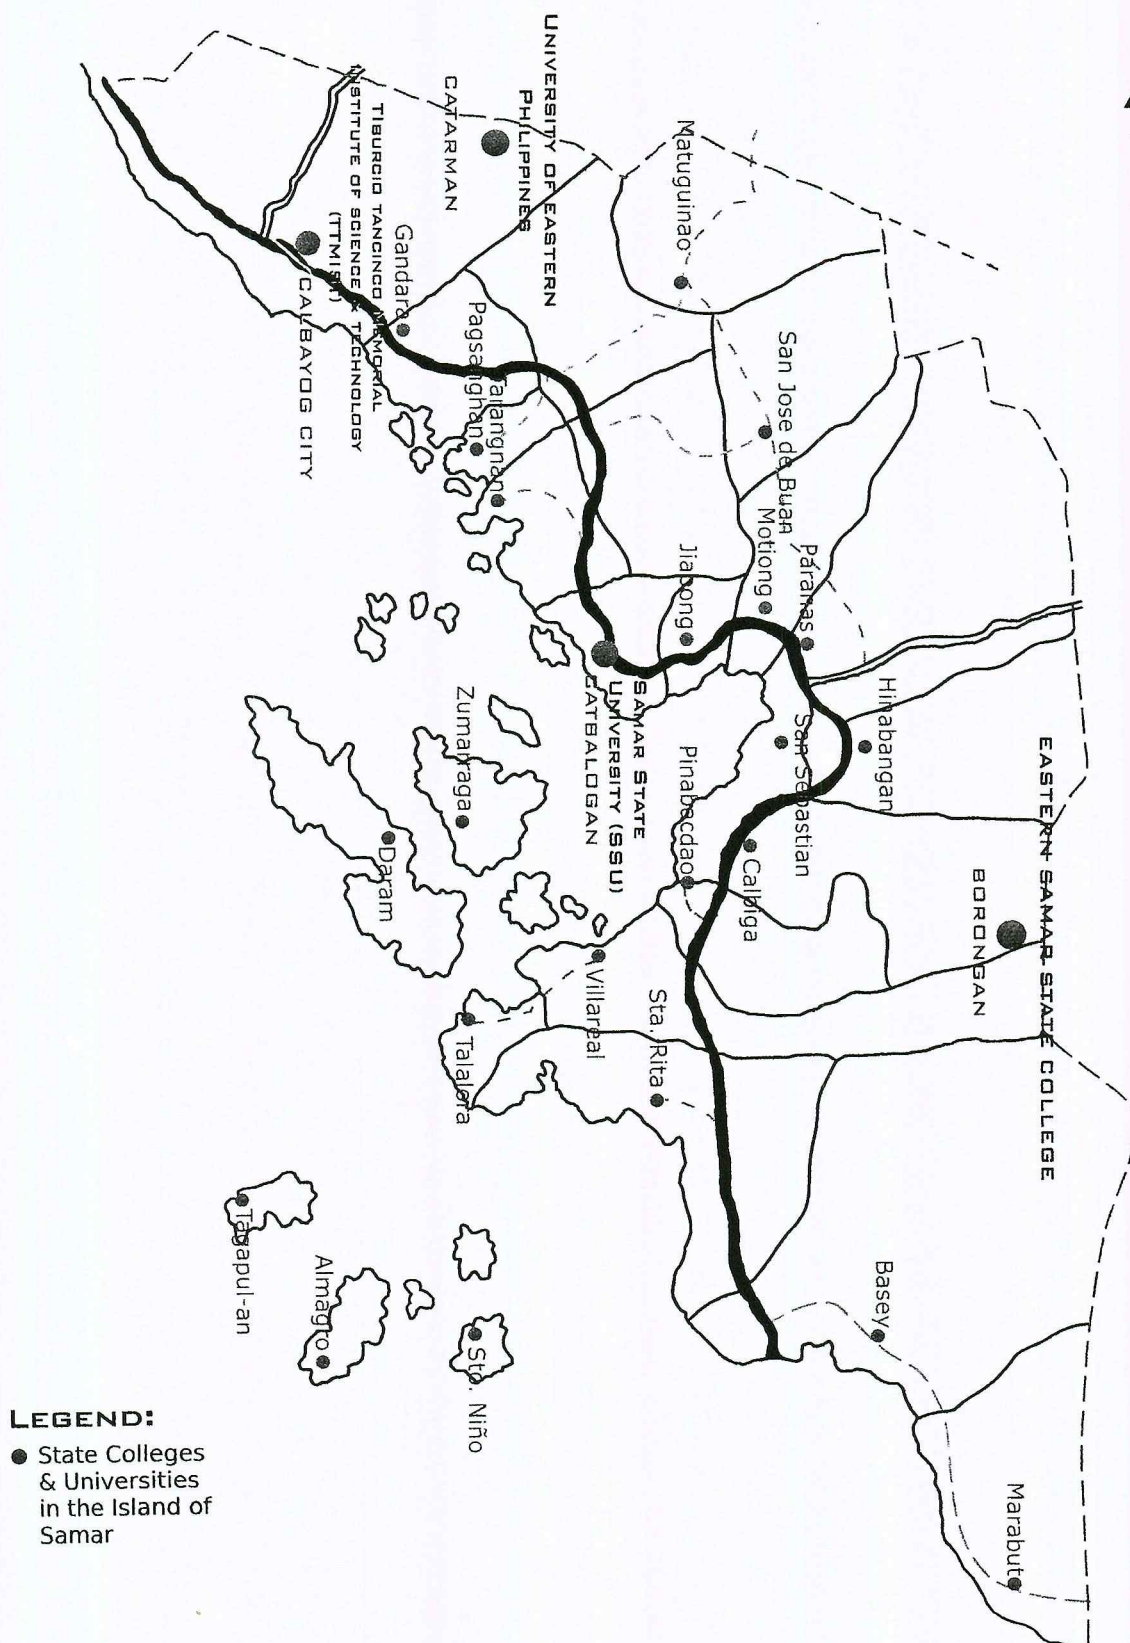 UNIVERSITY OF EASTERN
PHILIPPINES
CATARMAN
TIBURCIO TANCINCO MEMORIAL
INSTITUTE OF SCIENCE & TECHNOLOGY
CALBAYOG CITY
Gandara
Pagsanghan
Tarangnan
Matuguinao
San Jose de Buan
Motiong
Paranas
Jiabong
Hinabangan
San Sebastian
SAMAR STATE
UNIVERSITY (SSU)
CATBALOGAN
Pinabacdao
Calbiga
EASTERN SAMAR STATE COLLEGE
BORONGAN
Zumarraga
Daram
Villareal
Talalora
Sta. Rita
Basey
Marabut
Tagapul-an
Almagro
Sto. Niño
LEGEND:
State Colleges
& Universities
in the Island of
Samar